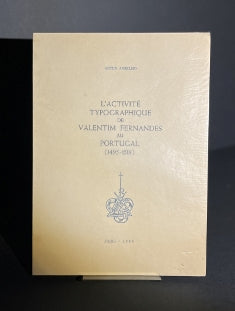 ARTUR ANSELMO
L'ACTIVITÉ
TYPOGRAPHIQUE
DE
VALENTIM FERNANDES
AU
PORTUGAL
(1495-1518)
PARIS - 1984